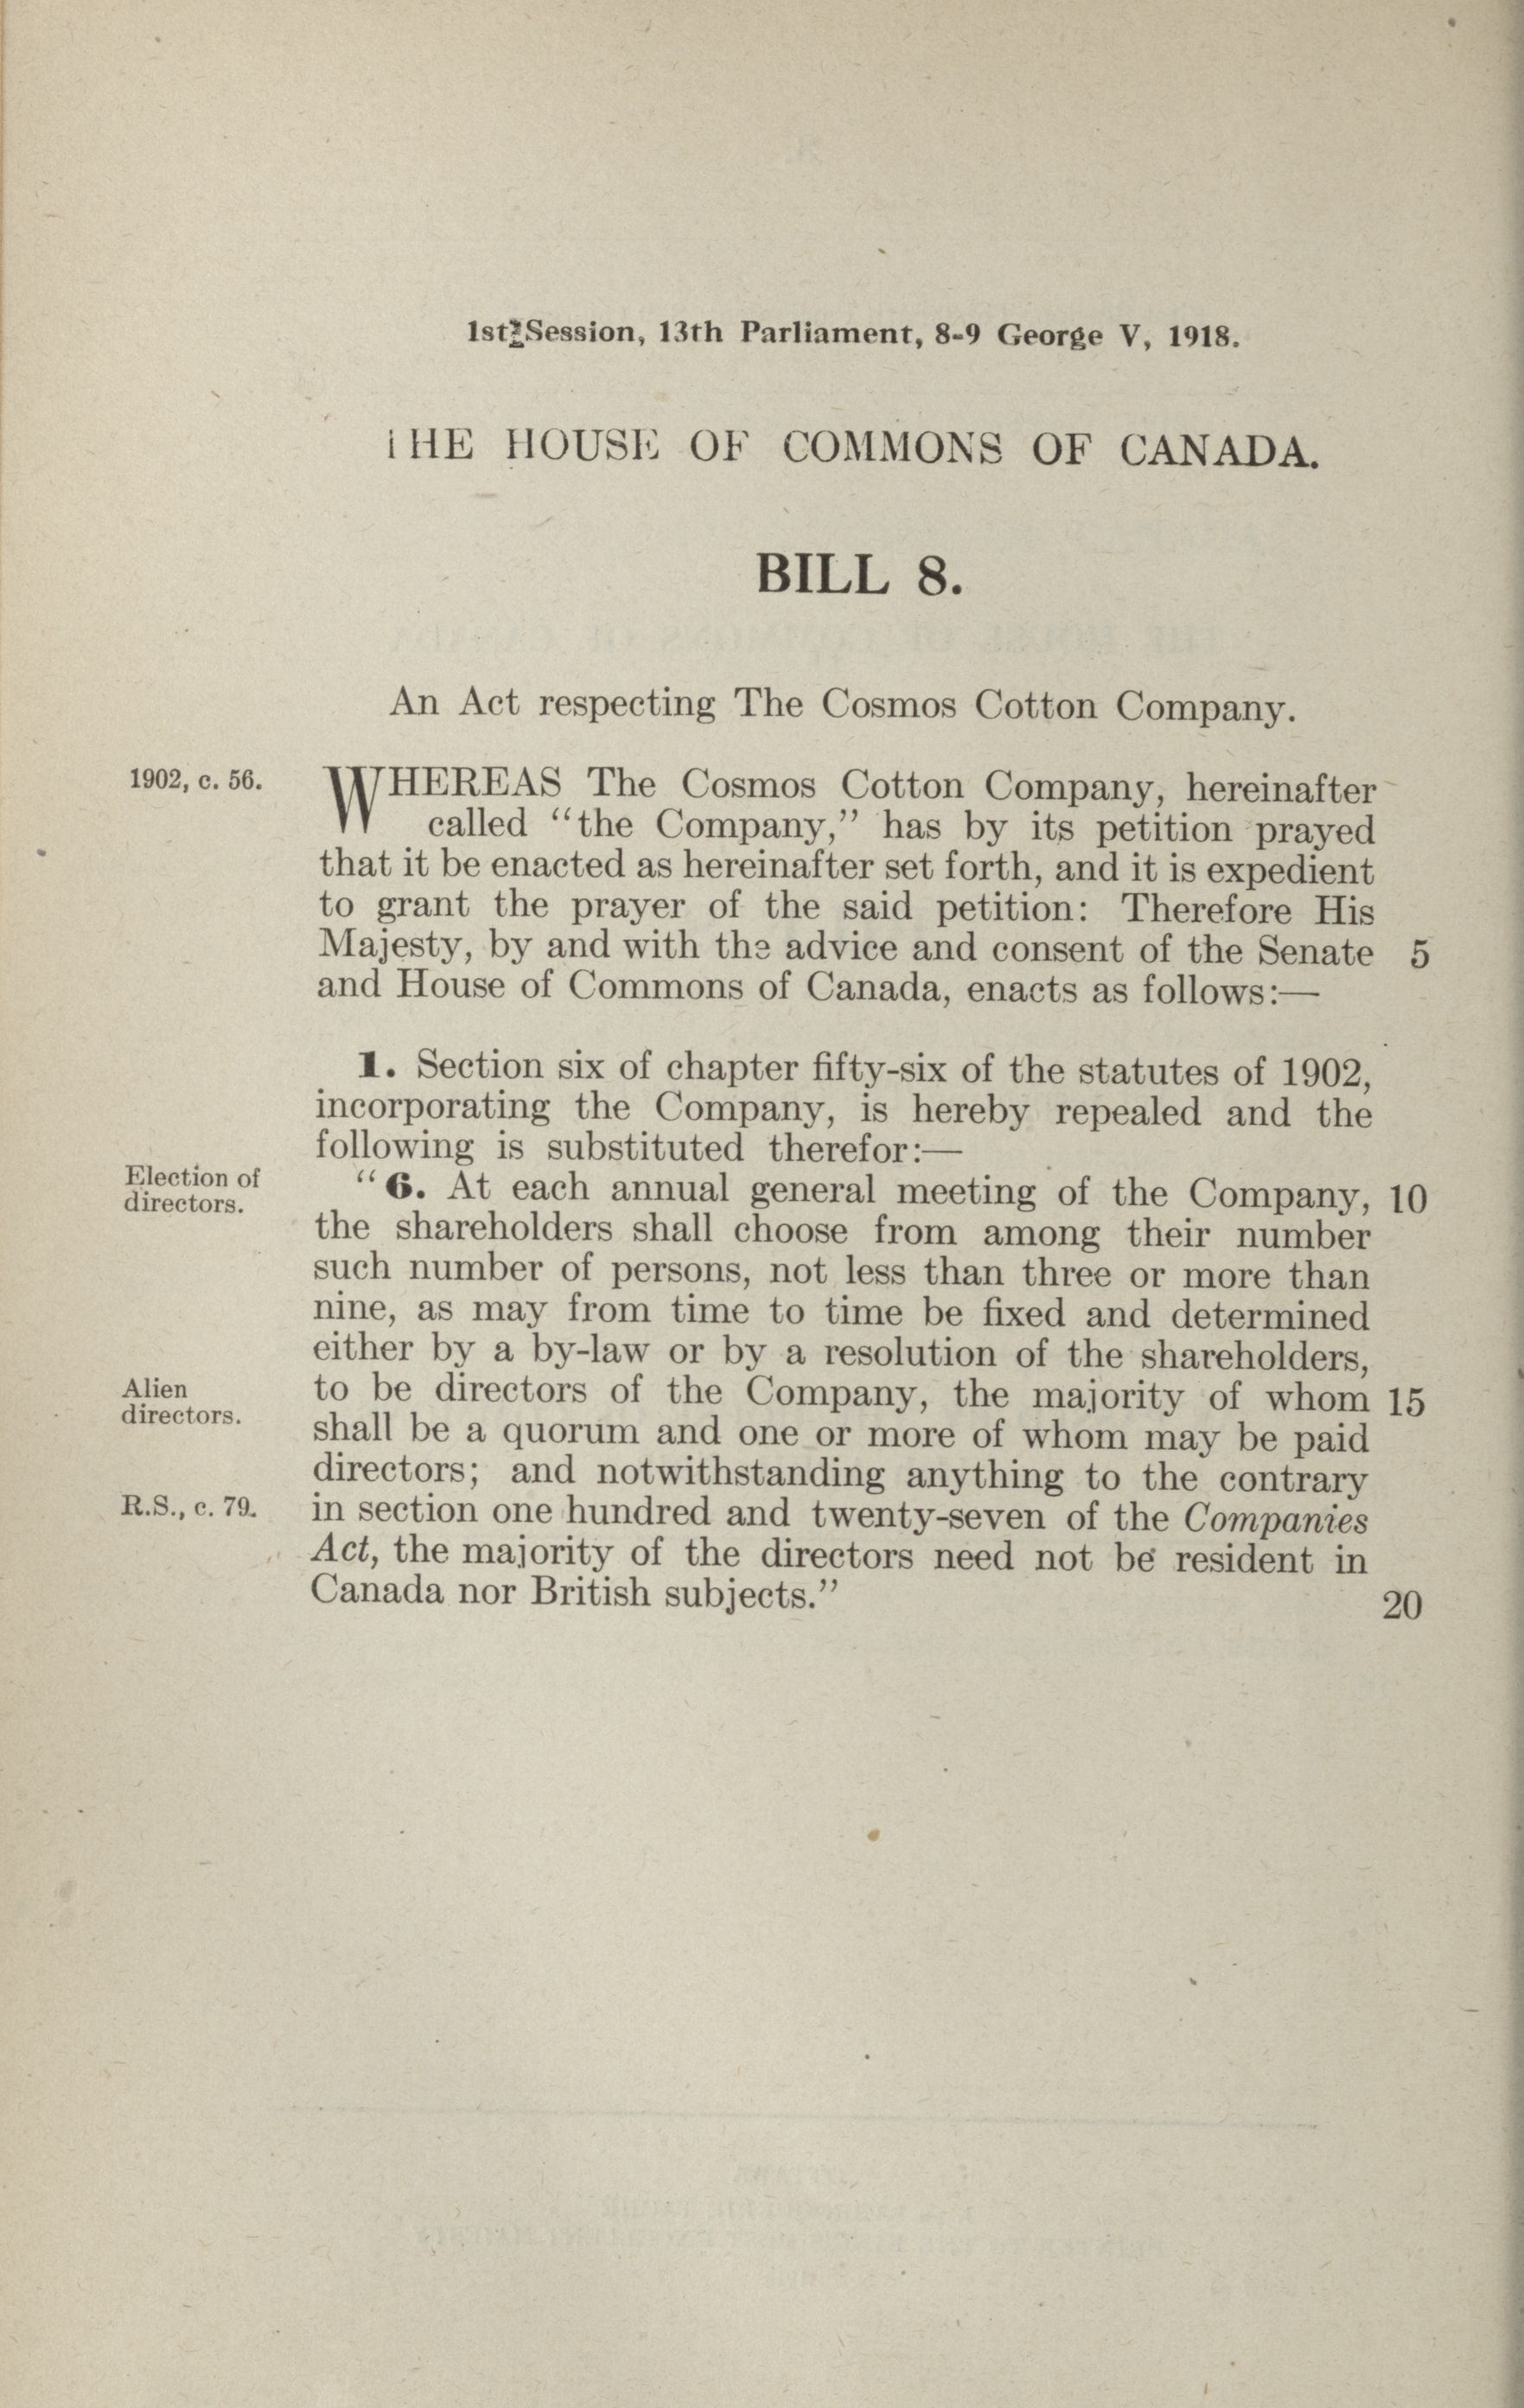 1st Session, 13th Parliament, 8-9 George V, 1918.
THE HOUSE OF COMMONS OF CANADA.
BILL 8.
An Act respecting The Cosmos Cotton Company.
1902, c. 56.
WHEREAS The Cosmos Cotton Company, hereinafter
called “the Company,” has by its petition prayed
that it be enacted as hereinafter set forth, and it is expedient
to grant the prayer of the said petition: Therefore His
Majesty, by and with the advice and consent of the Senate 5
and House of Commons of Canada, enacts as follows:—
1. Section six of chapter fifty-six of the statutes of 1902,
incorporating the Company, is hereby repealed and the
following is substituted therefor:—
Election of
directors.
“6. At each annual general meeting of the Company, 10
the shareholders shall choose from among their number
such number of persons, not less than three or more than
nine, as may from time to time be fixed and determined
either by a by-law or by a resolution of the shareholders,
Alien
directors.
to be directors of the Company, the majority of whom 15
shall be a quorum and one or more of whom may be paid
directors; and notwithstanding anything to the contrary
R.S., c. 79.
in section one hundred and twenty-seven of the Companies
Act, the majority of the directors need not be resident in
Canada nor British subjects.” 20